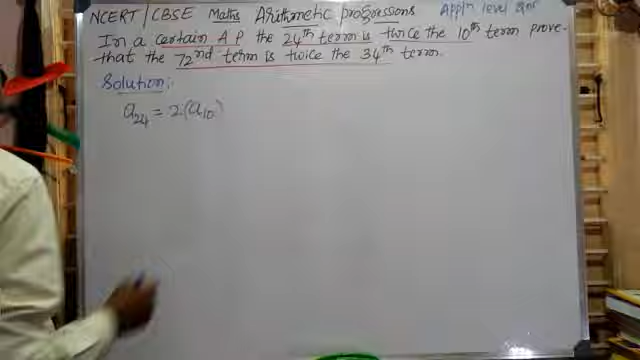 NCERT/CBSE Maths Arithmetic progressons Appln level qns
In a certain A P the 24th term is twice the 10th term prove
that the 72nd term is twice the 34th term.
Solution:
a24 = 2(a10)